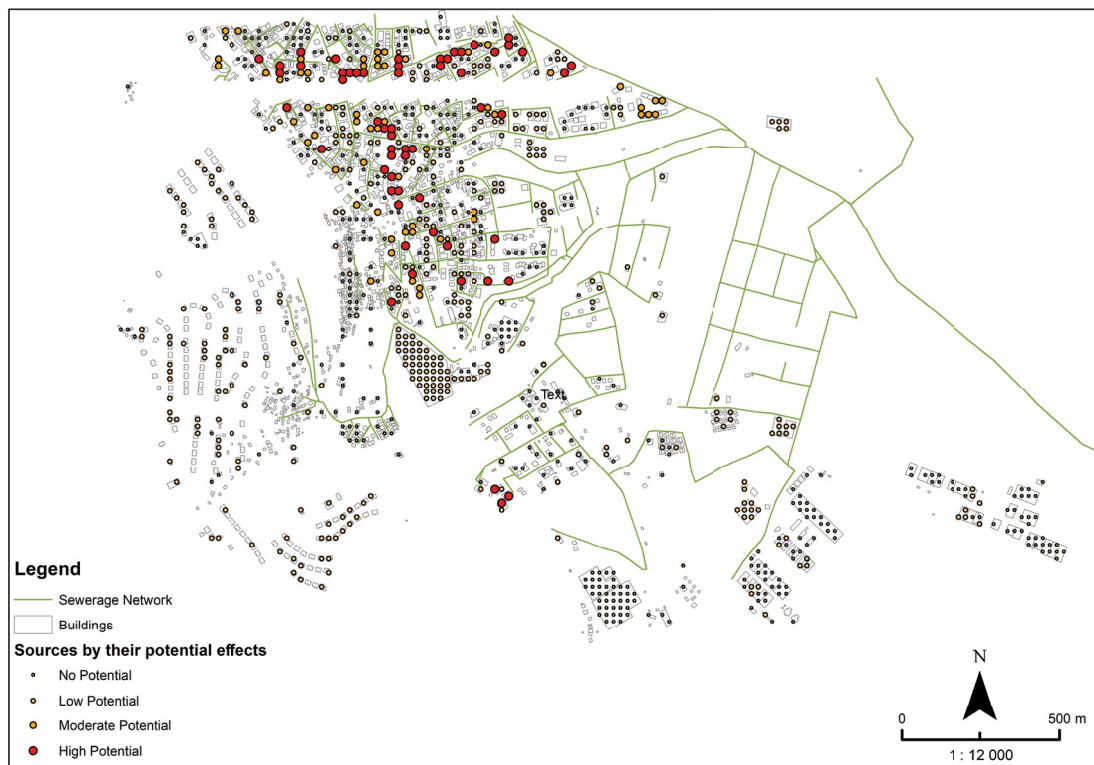 Text
Legend
Sewerage Network
Buildings
Sources by their potential effects
No Potential
Low Potential
Moderate Potential
High Potential
N
0 500 m
1 : 12 000